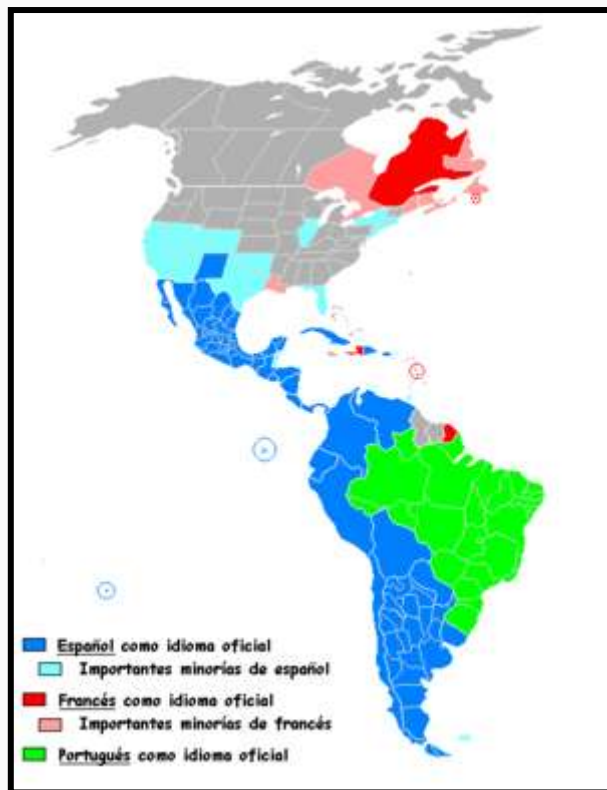 Español como idioma oficial
Importantes minorías de español
Francés como idioma oficial
Importantes minorías de francés
Portugués como idioma oficial